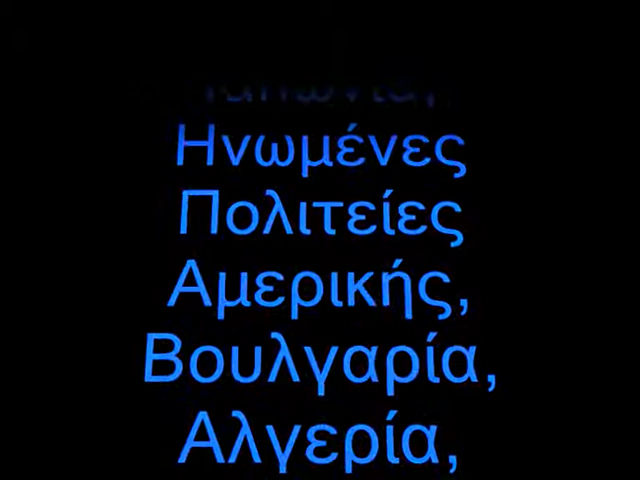 Ηνωμένες
Πολιτείες
Αμερικής,
Βουλγαρία,
Αλγερία,